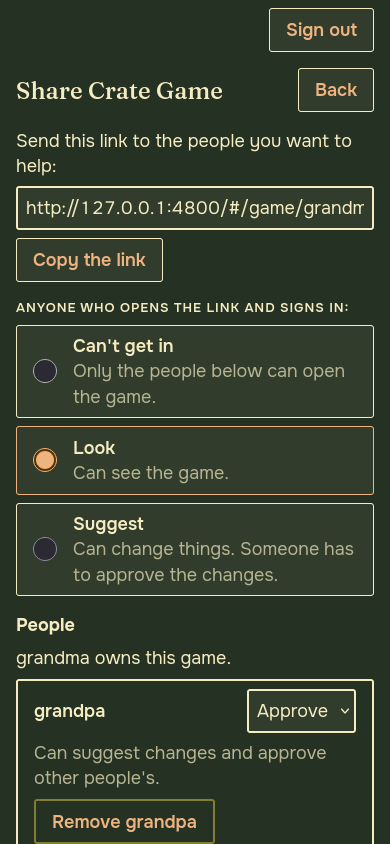 Sign out
Share Crate Game
Back
Send this link to the people you want to
help:
http://127.0.0.1:4800/#/game/grandm
Copy the link
ANYONE WHO OPENS THE LINK AND SIGNS IN:
Can't get in
Only the people below can open
the game.
Look
Can see the game.
Suggest
Can change things. Someone has
to approve the changes.
People
grandma owns this game.
grandpa
Approve
Can suggest changes and approve
other people's.
Remove grandpa